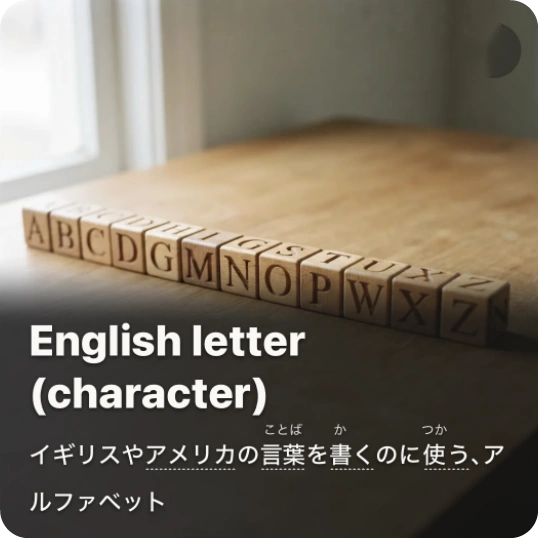 A B C D G M N O P W X Z
English letter
(character)
ことば か つか
イギリスやアメリカの言葉を書くのに使う、ア
ルファベット